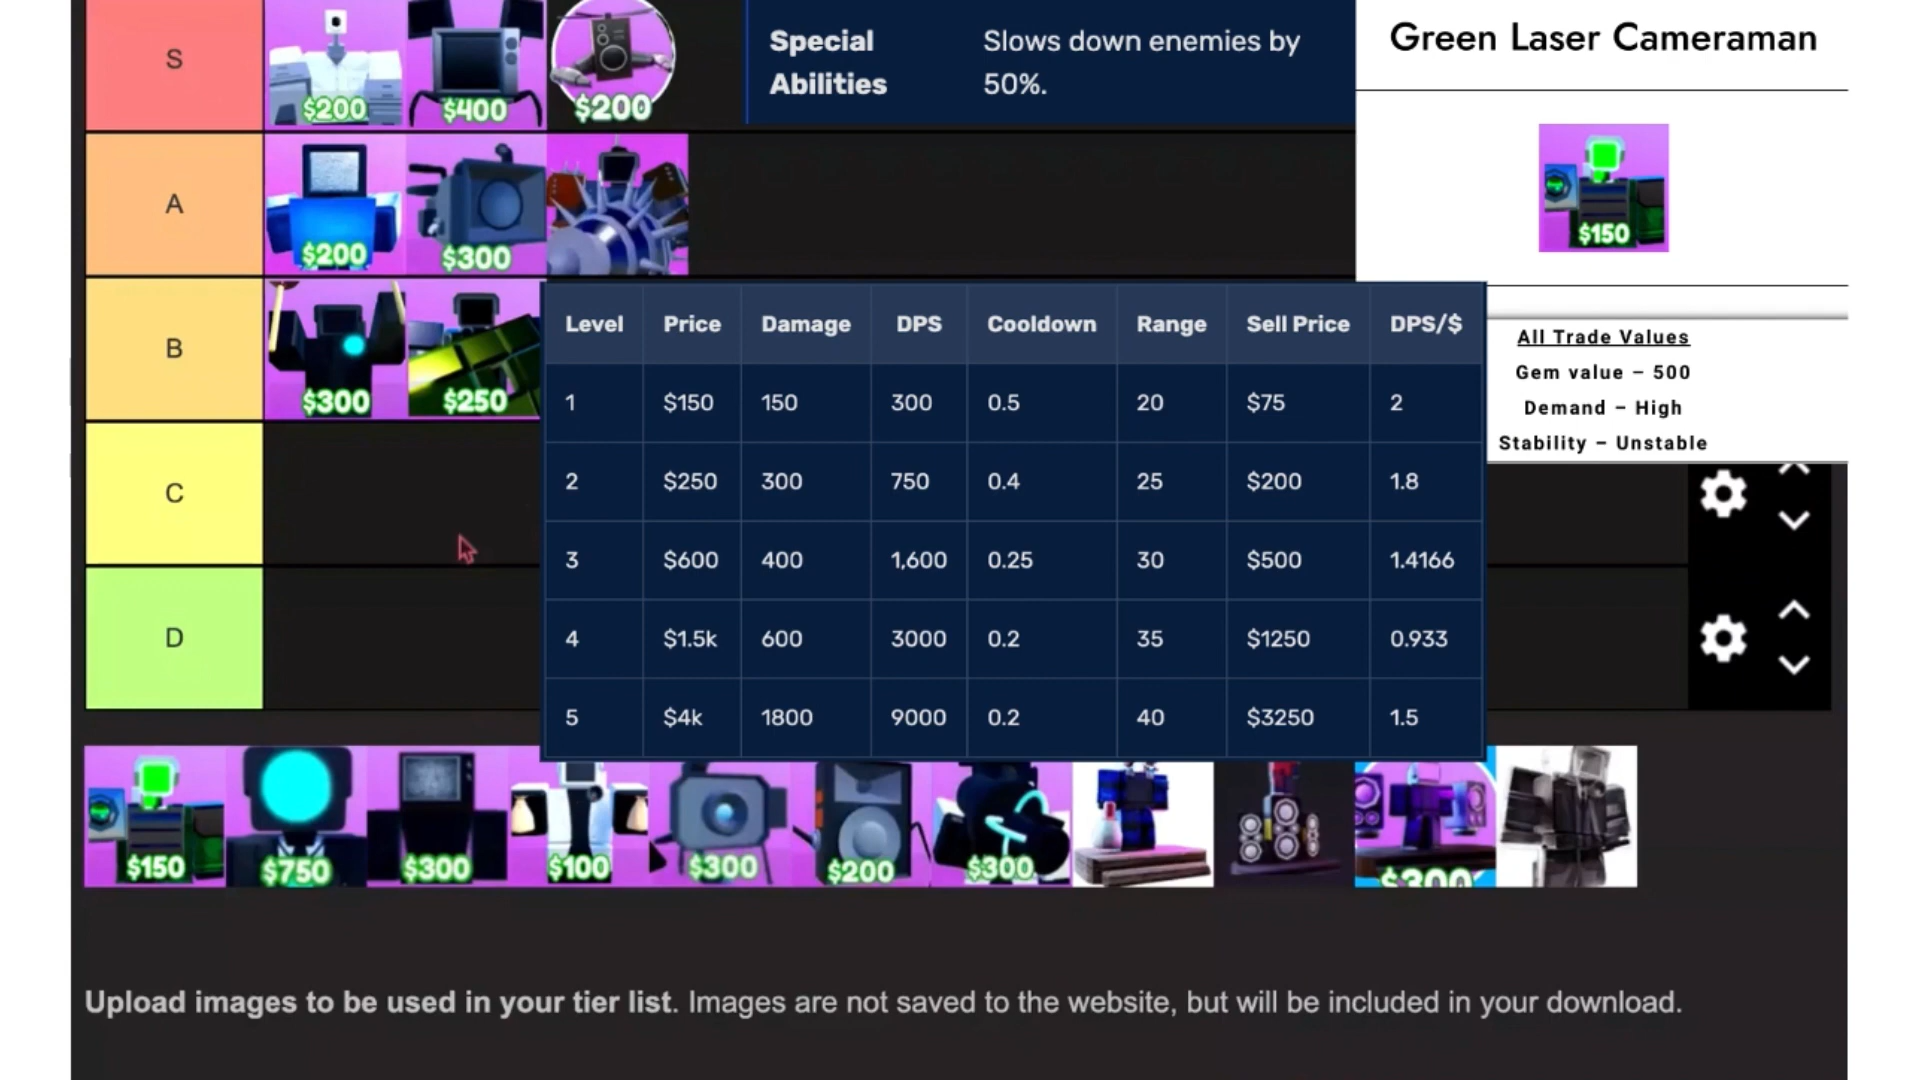 S
$200
$400
$200
Special
Abilities
Slows down enemies by
50%.
Green Laser Cameraman
$150
A
$200
$300
B
$300
$250
Level Price Damage DPS Cooldown Range Sell Price DPS/$
1 $150 150 300 0.5 20 $75 2
2 $250 300 750 0.4 25 $200 1.8
3 $600 400 1,600 0.25 30 $500 1.4166
4 $1.5k 600 3000 0.2 35 $1250 0.933
5 $4k 1800 9000 0.2 40 $3250 1.5
All Trade Values
Gem value – 500
Demand – High
Stability – Unstable
C
D
$150
$750
$300
$100
$300
$200
$300
$300
Upload images to be used in your tier list. Images are not saved to the website, but will be included in your download.